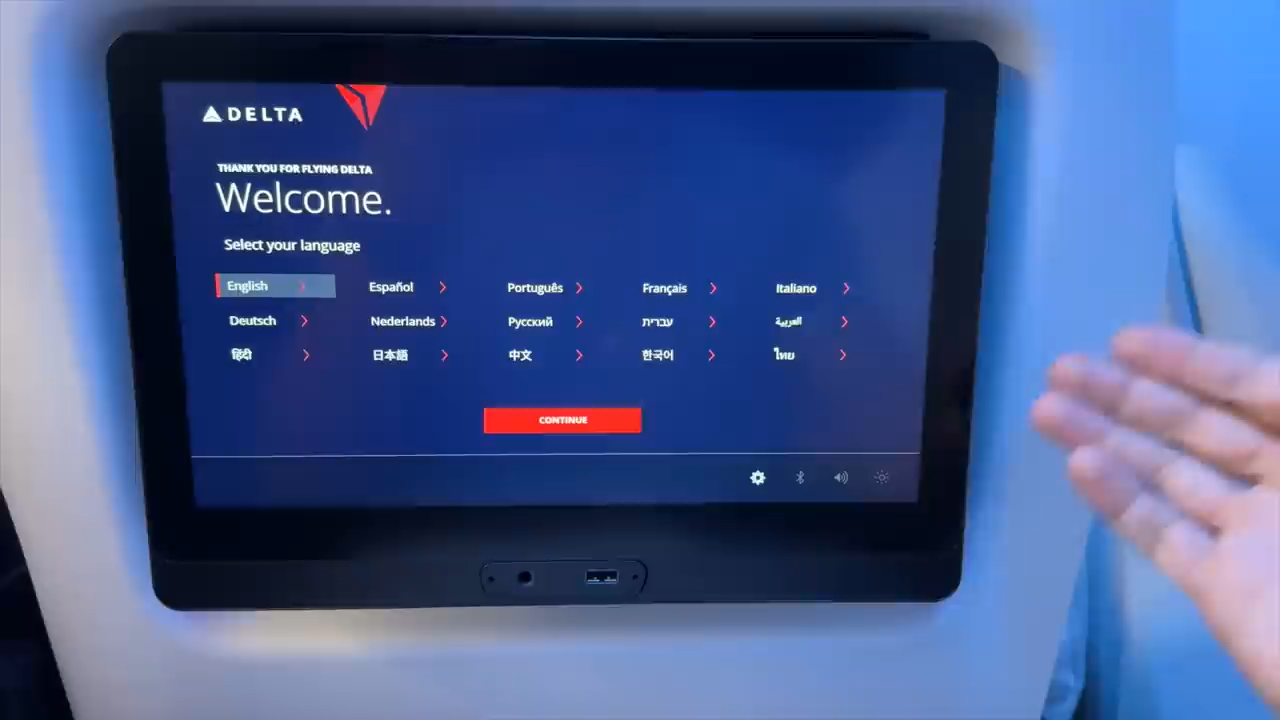 DELTA
THANK YOU FOR FLYING DELTA
Welcome.
Select your language
English Español Português Français Italiano
Deutsch Nederlands Русский עברית العربية
हिंदी 日本語 中文 한국어 ไทย
CONTINUE